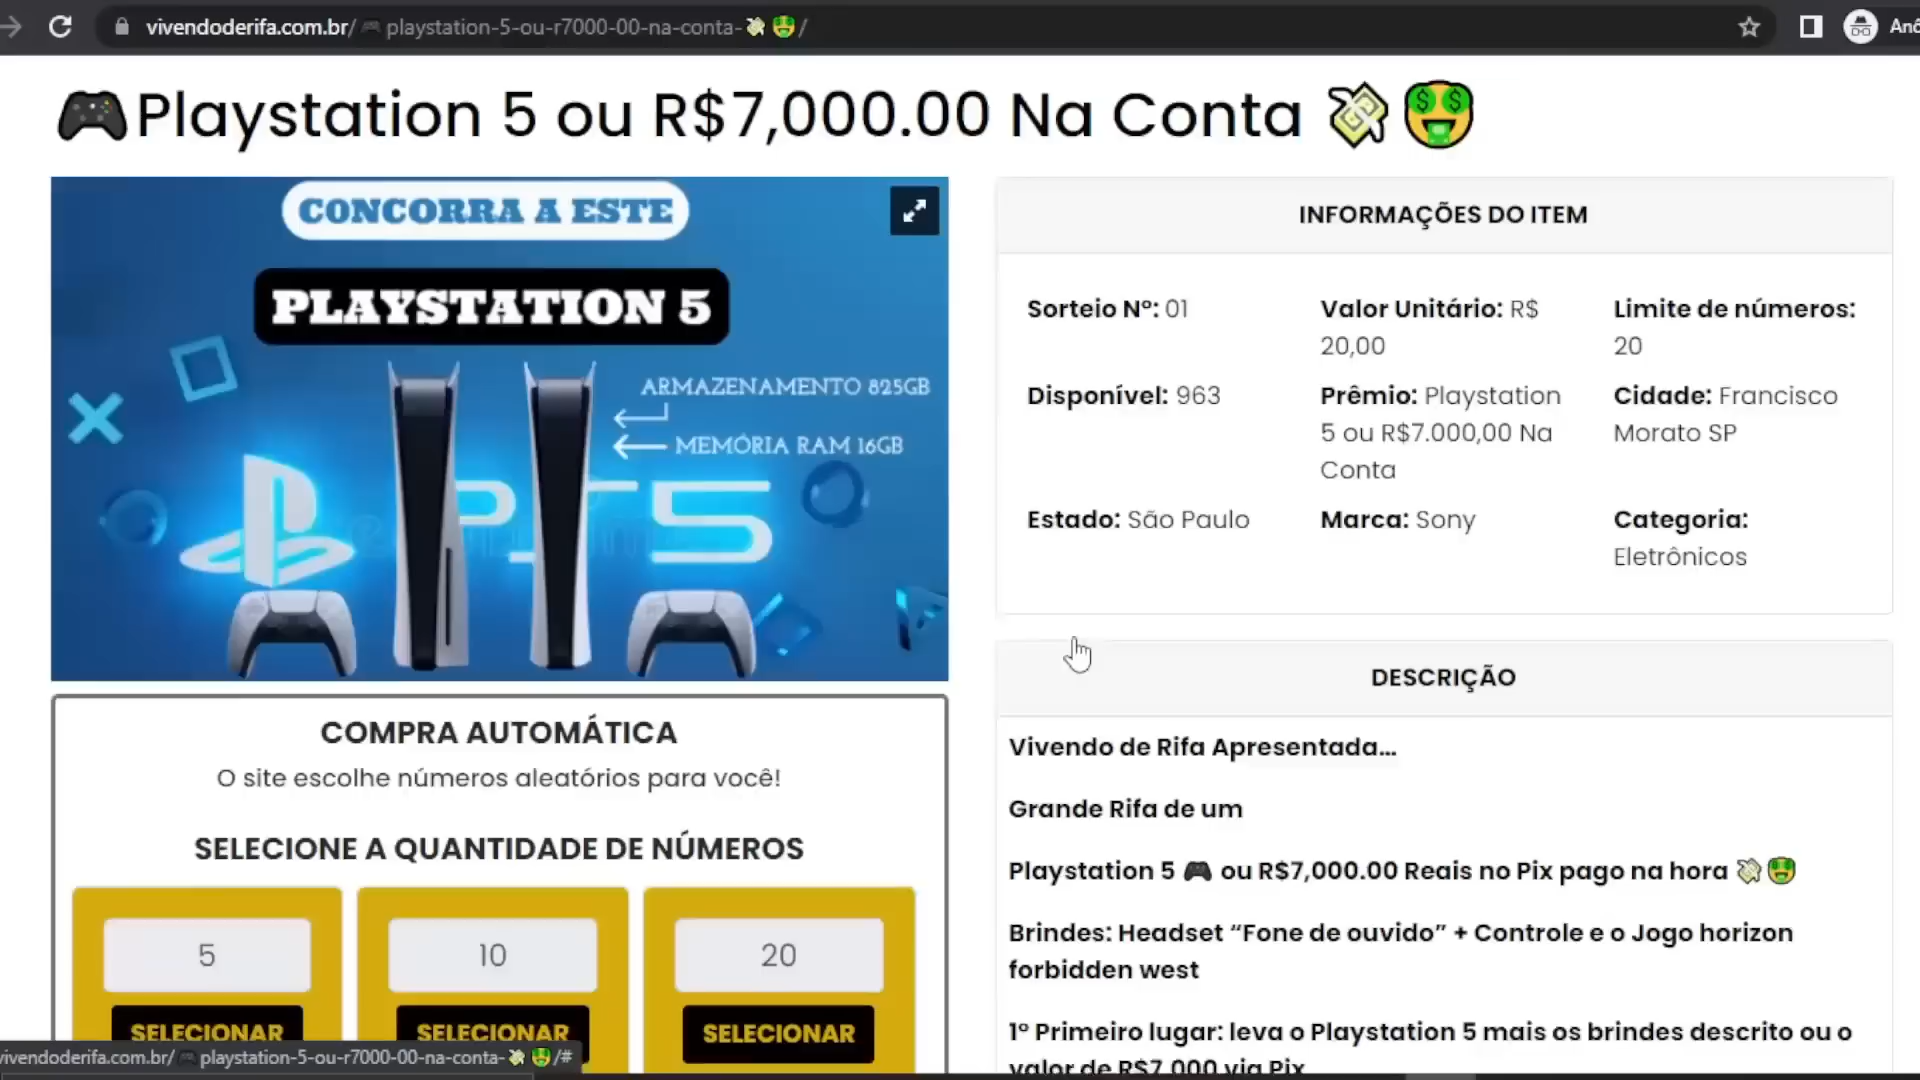 vivendoderifa.com.br/🎮playstation-5-ou-r7000-00-na-conta-💸🤑/
🎮Playstation 5 ou R$7,000.00 Na Conta 💸🤑
CONCORRA A ESTE
PLAYSTATION 5
ARMAZENAMENTO 825GB
MEMÓRIA RAM 16GB
PS5
COMPRA AUTOMÁTICA
O site escolhe números aleatórios para você!
SELECIONE A QUANTIDADE DE NÚMEROS
5 10 20
SELECIONAR SELECIONAR SELECIONAR
INFORMAÇÕES DO ITEM
Sorteio Nº: 01
Valor Unitário: R$
20,00
Limite de números:
20
Disponível: 963
Prêmio: Playstation
5 ou R$7.000,00 Na
Conta
Cidade: Francisco
Morato SP
Estado: São Paulo
Marca: Sony
Categoria:
Eletrônicos
DESCRIÇÃO
Vivendo de Rifa Apresentada...
Grande Rifa de um
Playstation 5 🎮 ou R$7,000.00 Reais no Pix pago na hora 💸🤑
Brindes: Headset “Fone de ouvido” + Controle e o Jogo horizon
forbidden west
1º Primeiro lugar: leva o Playstation 5 mais os brindes descrito ou o
valor de R$7.000 via Pix
vivendoderifa.com.br/🎮playstation-5-ou-r7000-00-na-conta-💸🤑/#